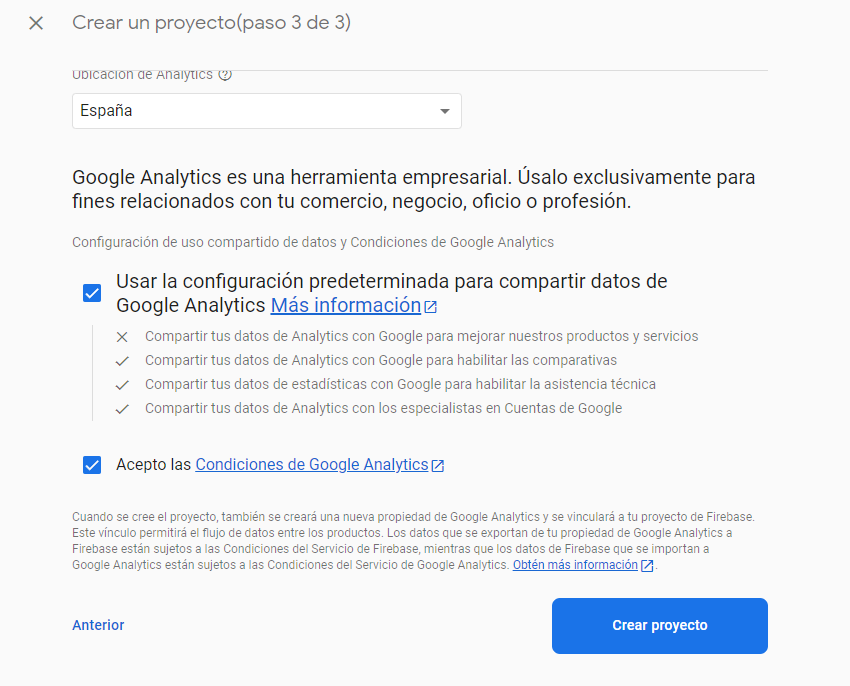 Crear un proyecto(paso 3 de 3)
Ubicación de Analytics
España
Google Analytics es una herramienta empresarial. Úsalo exclusivamente para
fines relacionados con tu comercio, negocio, oficio o profesión.
Configuración de uso compartido de datos y Condiciones de Google Analytics
Usar la configuración predeterminada para compartir datos de
Google Analytics Más información
Compartir tus datos de Analytics con Google para mejorar nuestros productos y servicios
Compartir tus datos de Analytics con Google para habilitar las comparativas
Compartir tus datos de estadísticas con Google para habilitar la asistencia técnica
Compartir tus datos de Analytics con los especialistas en Cuentas de Google
Acepto las Condiciones de Google Analytics
Cuando se cree el proyecto, también se creará una nueva propiedad de Google Analytics y se vinculará a tu proyecto de Firebase.
Este vínculo permitirá el flujo de datos entre los productos. Los datos que se exportan de tu propiedad de Google Analytics a
Firebase están sujetos a las Condiciones del Servicio de Firebase, mientras que los datos de Firebase que se importan a
Google Analytics están sujetos a las Condiciones del Servicio de Google Analytics. Obtén más información.
Anterior
Crear proyecto